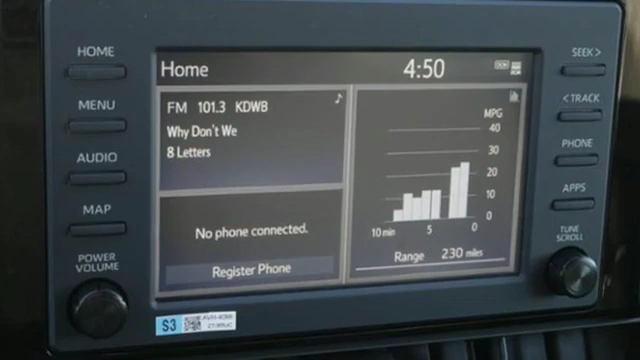 HOME
MENU
AUDIO
MAP
POWER
VOLUME
Home
4:50
FM 101.3 KDWB
Why Don't We
8 Letters
No phone connected.
Register Phone
MPG
40
30
20
10
0
10 min 5 0
Range 230 miles
SEEK >
< TRACK
PHONE
APPS
TUNE
SCROLL
S3